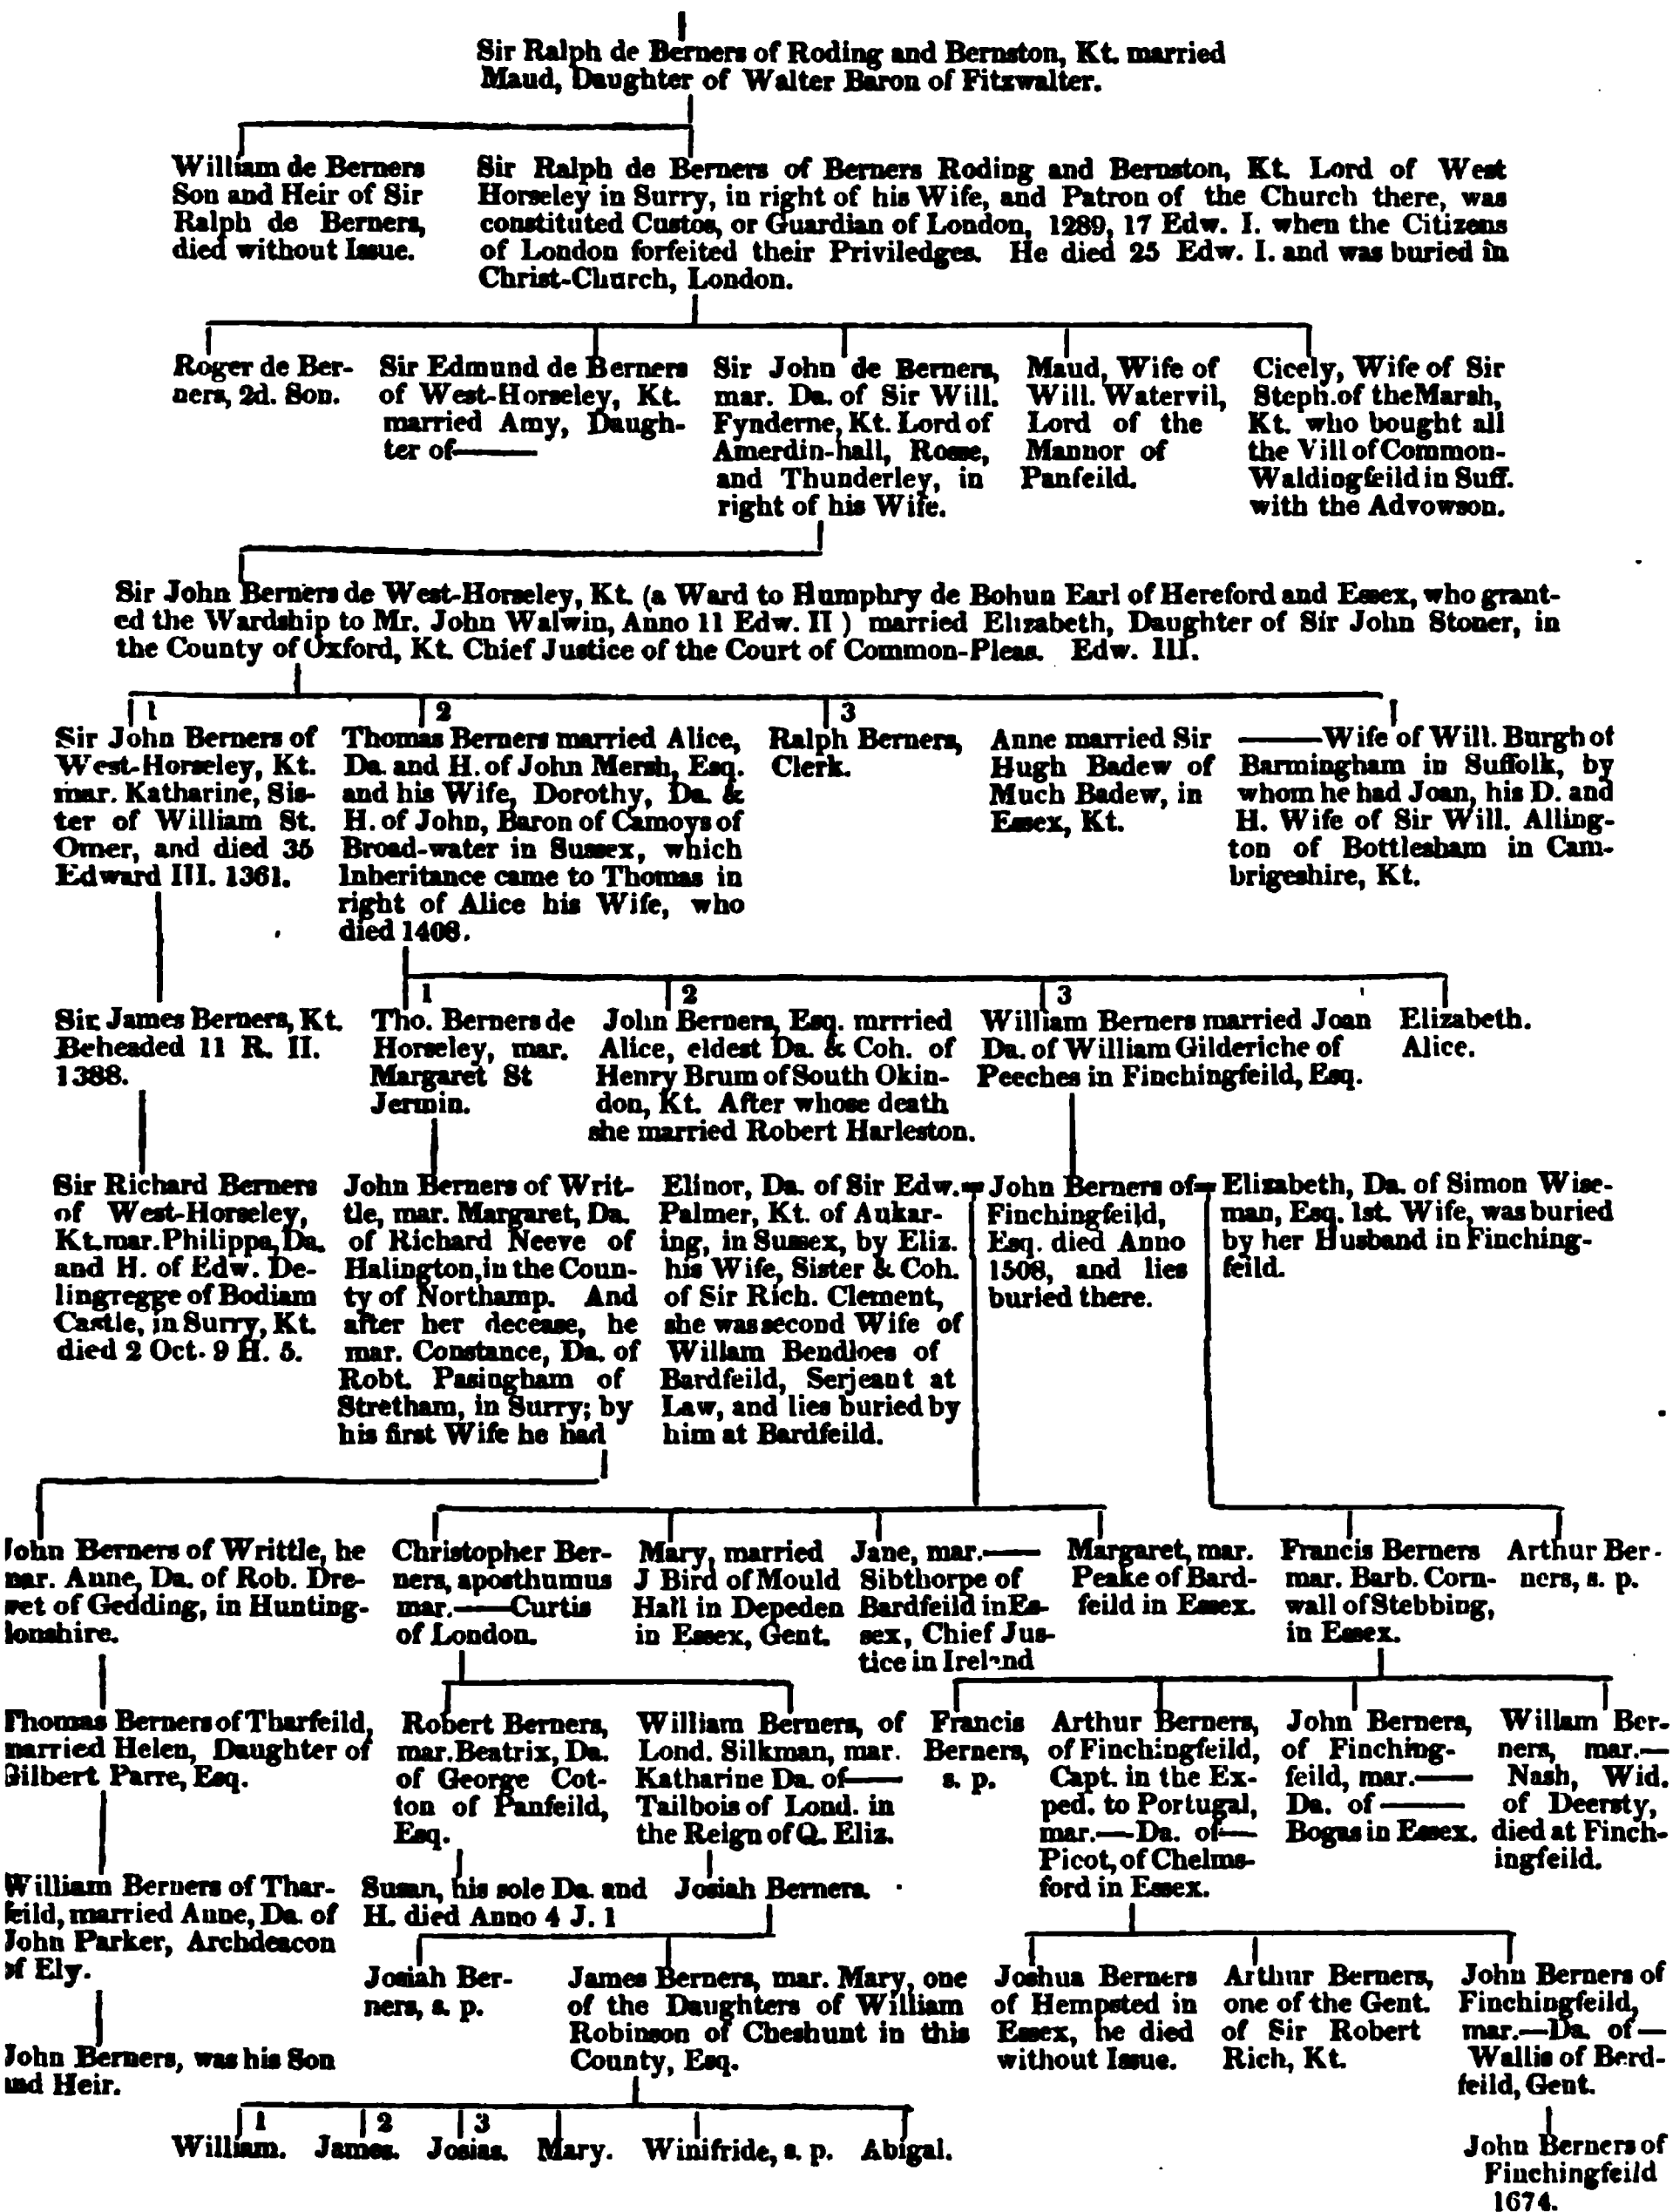 Sir Ralph de Berners of Roding and Bernston, Kt. married
Maud, Daughter of Walter Baron of Fitzwalter.
William de Berners
Son and Heir of Sir
Ralph de Berners,
died without Issue.
Sir Ralph de Berners of Berners Roding and Bernston, Kt. Lord of West
Horseley in Surry, in right of his Wife, and Patron of the Church there, was
constituted Custos, or Guardian of London, 1289, 17 Edw. I. when the Citizens
of London forfeited their Priviledges. He died 25 Edw. I. and was buried in
Christ-Church, London.
Roger de Ber-
ners, 2d. Son.
Sir Edmund de Berners
of West-Horseley, Kt.
married Amy, Daugh-
ter of——
Sir John de Berners,
mar. Da. of Sir Will.
Fynderne, Kt. Lord of
Amerdin-hall, Rosse,
and Thunderley, in
right of his Wife.
Maud, Wife of
Will. Watervil,
Lord of the
Mannor of
Panfeild.
Cicely, Wife of Sir
Steph. of the Marsh,
Kt. who bought all
the Vill of Common-
Waldingfeild in Suff.
with the Advowson.
Sir John Berners de West-Horseley, Kt. (a Ward to Humphry de Bohun Earl of Hereford and Essex, who grant-
ed the Wardship to Mr. John Walwin, Anno 11 Edw. II ) married Elizabeth, Daughter of Sir John Stoner, in
the County of Oxford, Kt. Chief Justice of the Court of Common-Pleas. Edw. III.
1
Sir John Berners of
West-Horseley, Kt.
mar. Katharine, Sis-
ter of William St.
Omer, and died 35
Edward III. 1361.
2
Thomas Berners married Alice,
Da. and H. of John Mersh, Esq.
and his Wife, Dorothy, Da. &
H. of John, Baron of Camoys of
Broad-water in Sussex, which
Inheritance came to Thomas in
right of Alice his Wife, who
died 1408.
3
Ralph Berners,
Clerk.
Anne married Sir
Hugh Badew of
Much Badew, in
Essex, Kt.
——Wife of Will. Burgh of
Barmingham in Suffolk, by
whom he had Joan, his D. and
H. Wife of Sir Will. Alling-
ton of Bottlesham in Cam-
brigeshire, Kt.
Sir James Berners, Kt.
Beheaded 11 R. II.
1388.
1
Tho. Berners de
Horseley, mar.
Margaret St
Jermin.
2
John Berners, Esq. mrrried
Alice, eldest Da. & Coh. of
Henry Brum of South Okin-
don, Kt. After whose death
she married Robert Harleston.
3
William Berners married Joan
Da. of William Gilderiche of
Peeches in Finchingfeild, Esq.
Elizabeth.
Alice.
Sir Richard Berners
of West-Horseley,
Kt. mar. Philippa, Da.
and H. of Edw. De-
lingregge of Bodiam
Castle, in Surry, Kt.
died 2 Oct. 9 H. 5.
John Berners of Writ-
tle, mar. Margaret, Da.
of Richard Neeve of
Halington, in the Coun-
ty of Northamp. And
after her decease, he
mar. Constance, Da. of
Robt. Pasingham of
Stretham, in Surry; by
his first Wife he had
Elinor, Da. of Sir Edw.=
Palmer, Kt. of Aukar-
ing, in Sussex, by Eliz.
his Wife, Sister & Coh.
of Sir Rich. Clement,
she was second Wife of
Willam Bendloes of
Bardfeild, Serjeant at
Law, and lies buried by
him at Bardfeild.
John Berners of=
Finchingfeild,
Esq. died Anno
1508, and lies
buried there.
Elizabeth, Da. of Simon Wise-
man, Esq. 1st. Wife, was buried
by her Husband in Finching-
feild.
John Berners of Writtle, he
mar. Anne, Da. of Rob. Dre-
wet of Gedding, in Hunting-
donshire.
Christopher Ber-
ners, a posthumus
mar.——Curtis
of London.
Mary, married
J Bird of Mould
Hall in Depeden
in Essex, Gent.
Jane, mar.——
Sibthorpe of
Bardfeild in Es-
sex, Chief Jus-
tice in Ireland
Margaret, mar.
Peake of Bard-
feild in Essex.
Francis Berners
mar. Barb. Corn-
wall of Stebbing,
in Essex.
Arthur Ber-
ners, s. p.
Thomas Berners of Tharfeild,
married Helen, Daughter of
Gilbert Parre, Esq.
Robert Berners,
mar. Beatrix, Da.
of George Cot-
ton of Panfeild,
Esq.
William Berners, of
Lond. Silkman, mar.
Katharine Da. of——
Tailbois of Lond. in
the Reign of Q. Eliz.
Francis
Berners,
s. p.
Arthur Berners,
of Finchingfeild,
Capt. in the Ex-
ped. to Portugal,
mar.—Da. of—
Picot, of Chelms-
ford in Essex.
John Berners,
of Finching-
feild, mar.——
Da. of ——
Bogas in Essex.
Willam Ber-
ners, mar.—
Nash, Wid.
of Deersty,
died at Finch-
ingfeild.
William Berners of Thar-
feild, married Anne, Da. of
John Parker, Archdeacon
of Ely.
Susan, his sole Da. and
H. died Anno 4 J. 1
Josiah Berners.
Josiah Ber-
ners, s. p.
James Berners, mar. Mary, one
of the Daughters of William
Robinson of Cheshunt in this
County, Esq.
Joshua Berners
of Hempsted in
Essex, he died
without Issue.
Arthur Berners,
one of the Gent.
of Sir Robert
Rich, Kt.
John Berners of
Finchingfeild,
mar.—Da. of—
Wallis of Berd-
feild, Gent.
John Berners, was his Son
and Heir.
1
William.
2
James.
3
Josias.
Mary.
Winifride, s. p.
Abigal.
John Berners of
Finchingfeild
1674.